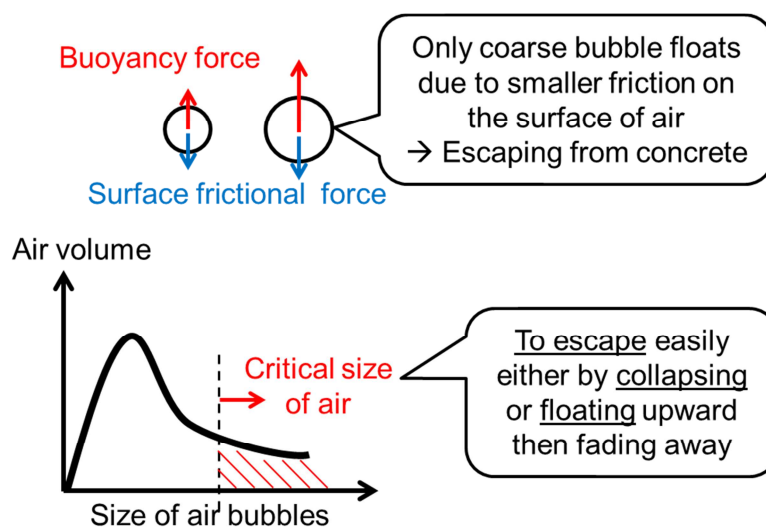 Buoyancy force
Only coarse bubble floats
due to smaller friction on
the surface of air
→ Escaping from concrete
Surface frictional force
Air volume
Critical size
of air
To escape easily
either by collapsing
or floating upward
then fading away
Size of air bubbles